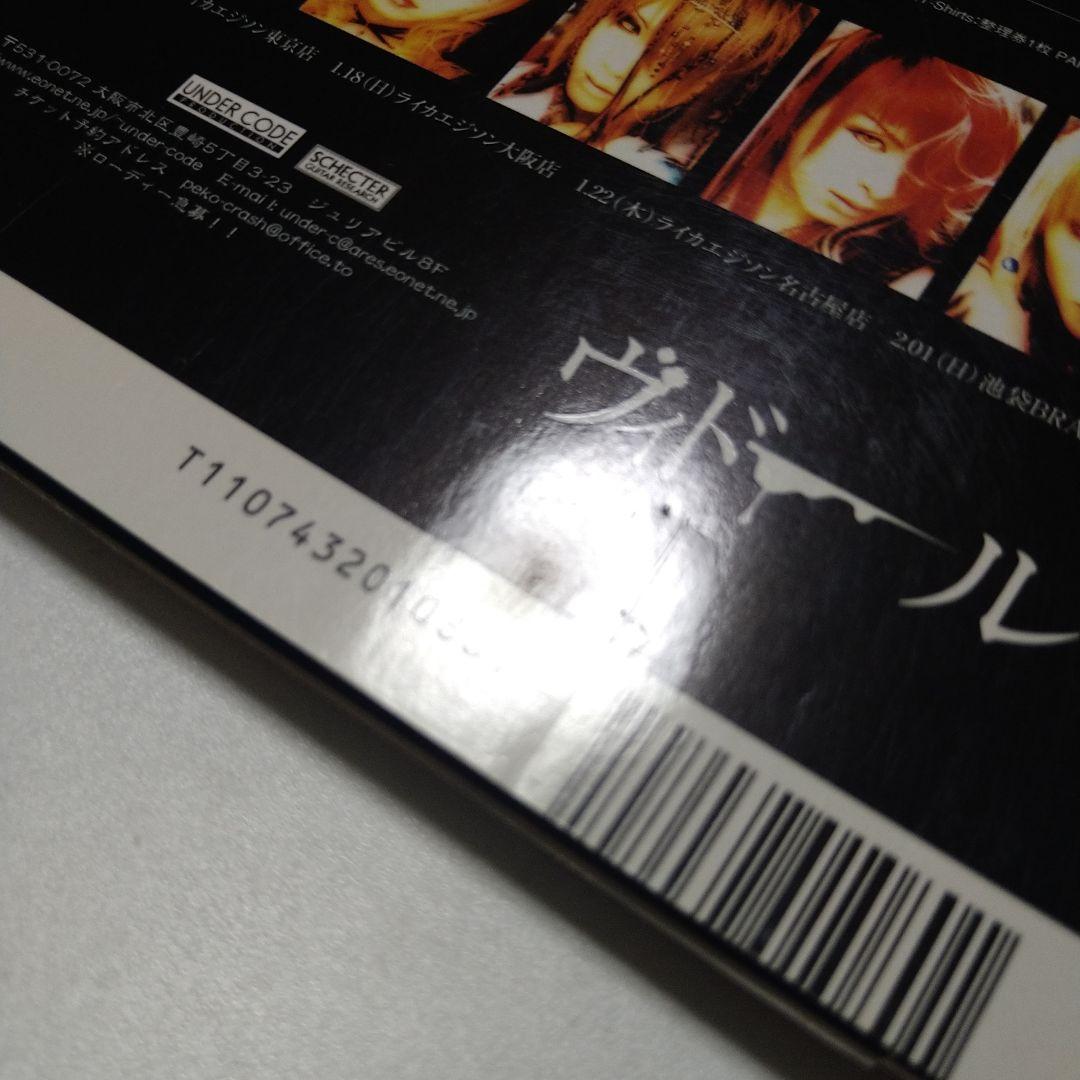 T-Shirts:整理券1枚 PA
イカエジソン東京店 1.18(日)ライカエジソン大阪店 1.22(木)ライカエジソン名古屋店 2.01(日)池袋BRA
UNDER CODE
PRODUCTION
SCHECTER
GUITAR RESEARCH
〒531-0072 大阪市北区豊崎5丁目3-23 ジュリアビル8F
www.eonet.ne.jp/~under-code E-mail: under-c@ares.eonet.ne.jp
チケット予約アドレス peko-crash@office.to
※ローディー急募!!
ヴィドール
T11074320103